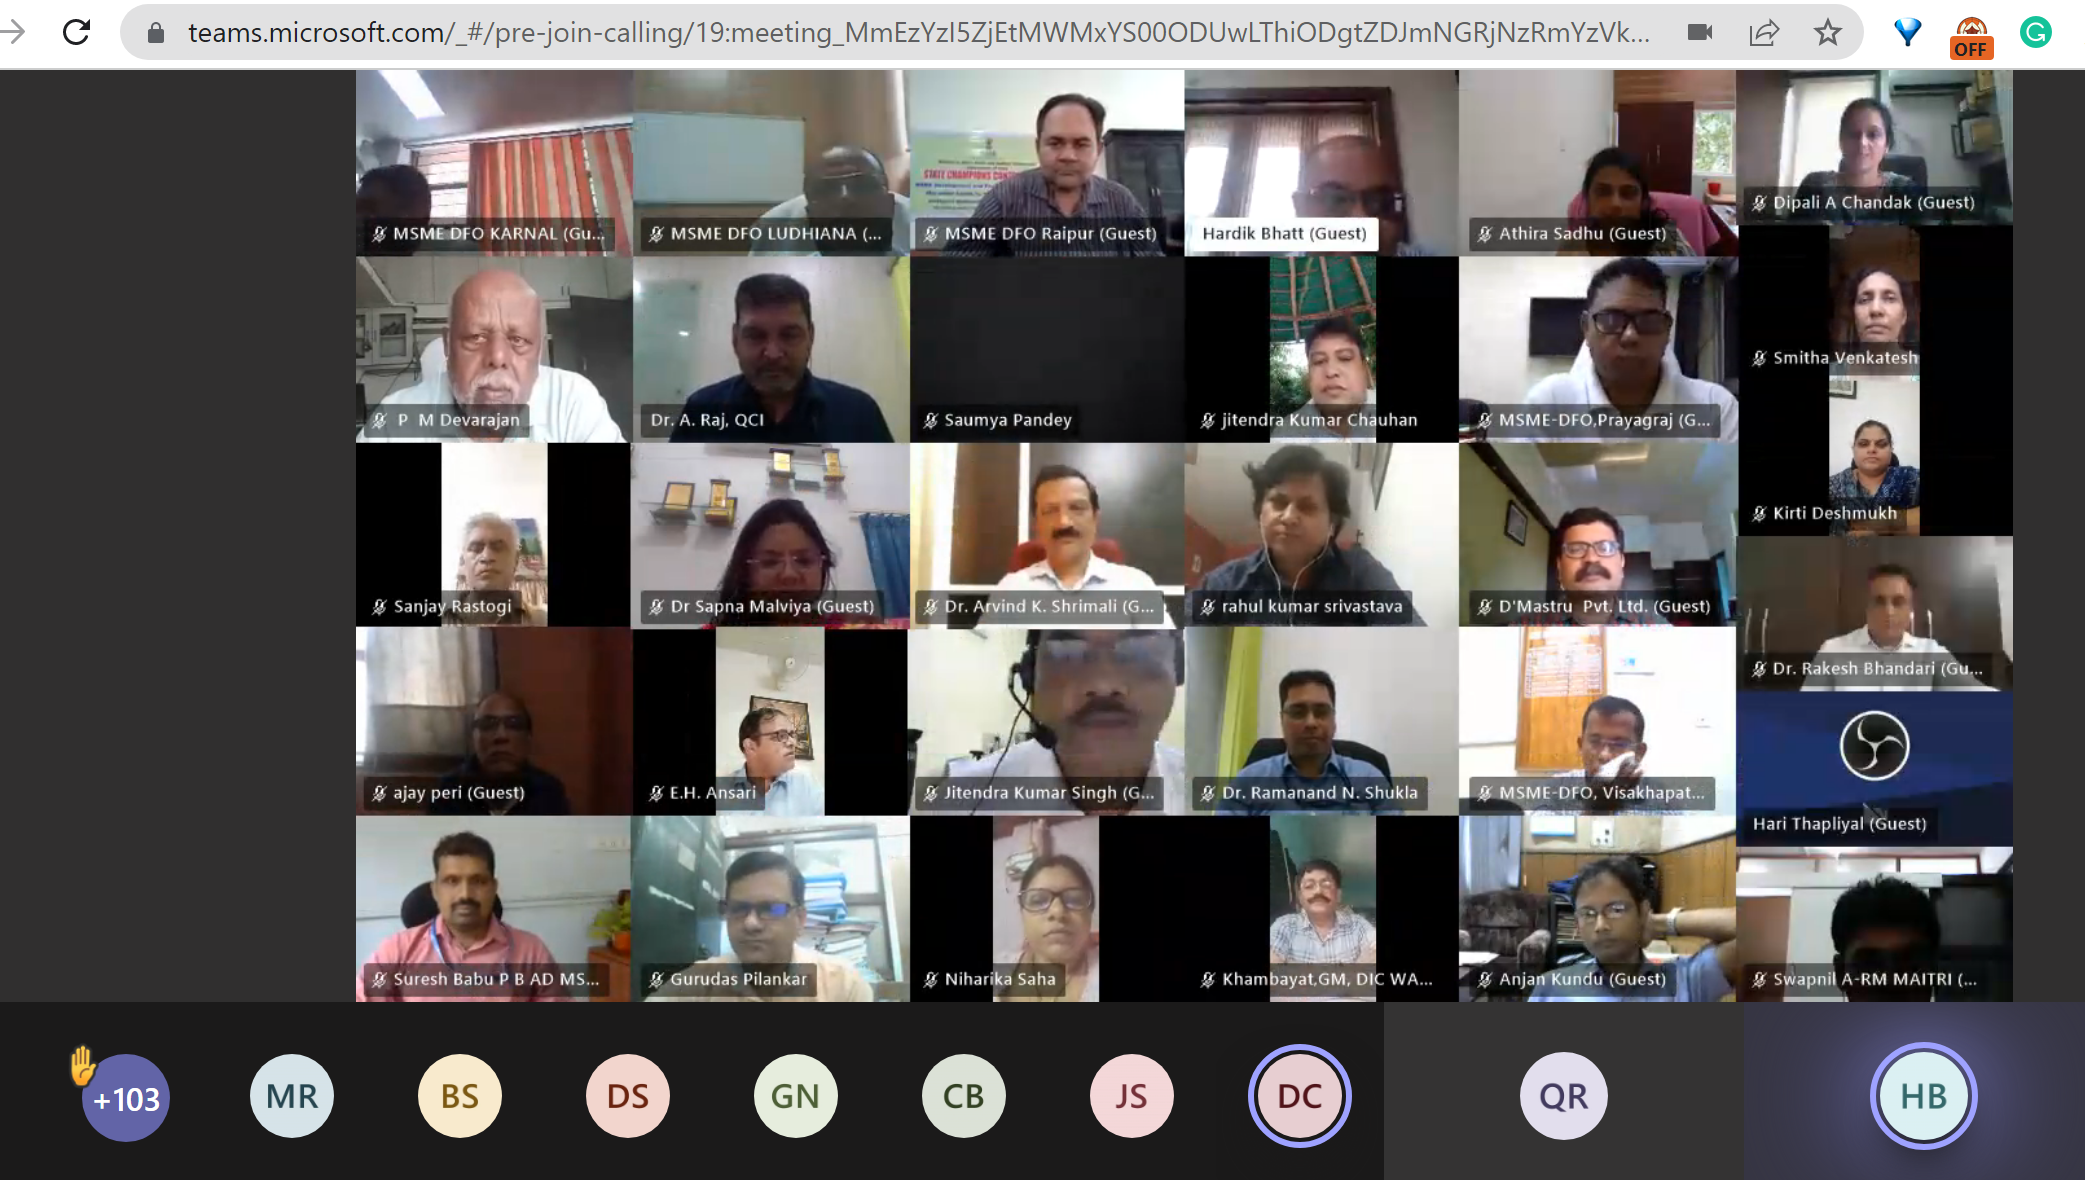 teams.microsoft.com/_#/pre-join-calling/19:meeting_MmEzYzI5ZjEtMWMxYS00ODUwLThiODgtZDJmNGRjNzRmYzVk...
OFF
G
MSME DFO KARNAL (Gu...
MSME DFO LUDHIANA (...
STATE CHAMPIONS
MSME DFO Raipur (Guest)
Hardik Bhatt (Guest)
Athira Sadhu (Guest)
Dipali A Chandak (Guest)
P M Devarajan
Dr. A. Raj, QCI
Saumya Pandey
jitendra Kumar Chauhan
MSME-DFO,Prayagraj (G...
Smitha Venkatesh
Kirti Deshmukh
Sanjay Rastogi
Dr Sapna Malviya (Guest)
Dr. Arvind K. Shrimali (G...
rahul kumar srivastava
D'Mastru Pvt. Ltd. (Guest)
Dr. Rakesh Bhandari (Gu...
ajay peri (Guest)
E.H. Ansari
Jitendra Kumar Singh (G...
Dr. Ramanand N. Shukla
MSME-DFO, Visakhapat...
Hari Thapliyal (Guest)
Suresh Babu P B AD MS...
Gurudas Pilankar
Niharika Saha
Khambayat,GM, DIC WA...
Anjan Kundu (Guest)
Swapnil A-RM MAITRI (...
+103
MR
BS
DS
GN
CB
JS
DC
QR
HB